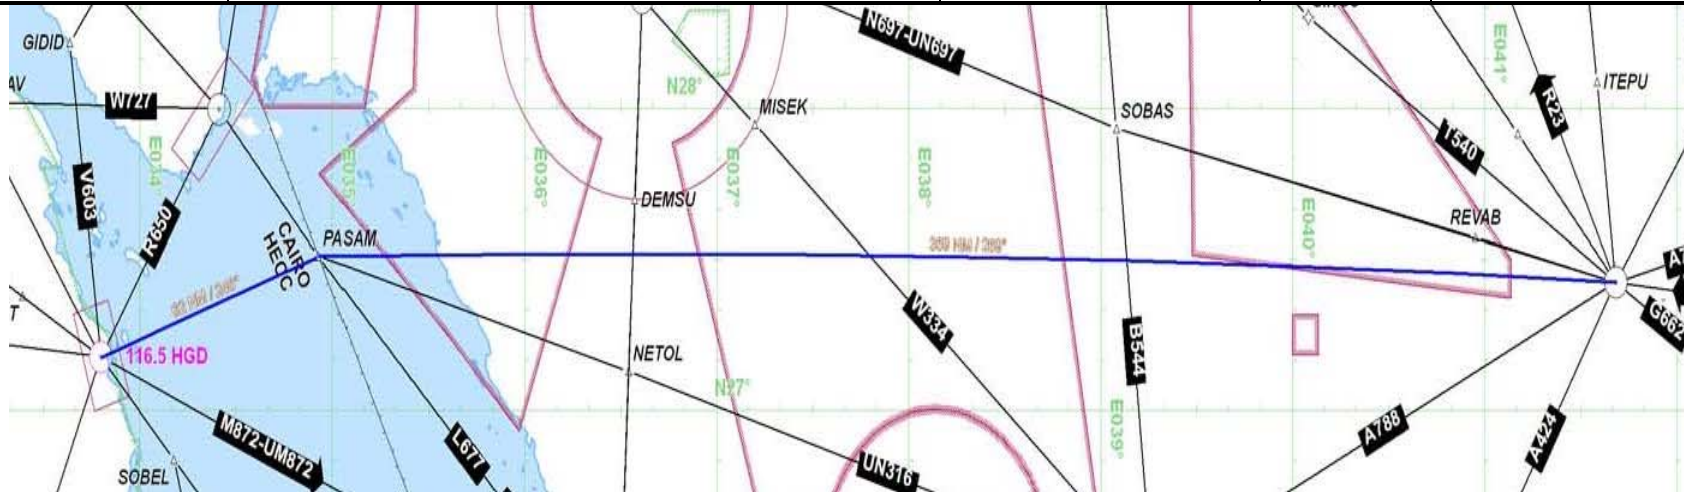 GIDID
AV
W727
V603
R650
CAIRO
HECC
PASAM
E034°
E035°
E036°
N28°
MISEK
DEMSU
E037°
E038°
N697-UN697
SOBAS
E041°
ITEPU
R23
T540
REVAB
E040°
T
116.5 HGD
NETOL
N27°
W334
B544
E039°
G662
A788
A424
M872-UM872
L677
UN316
SOBEL